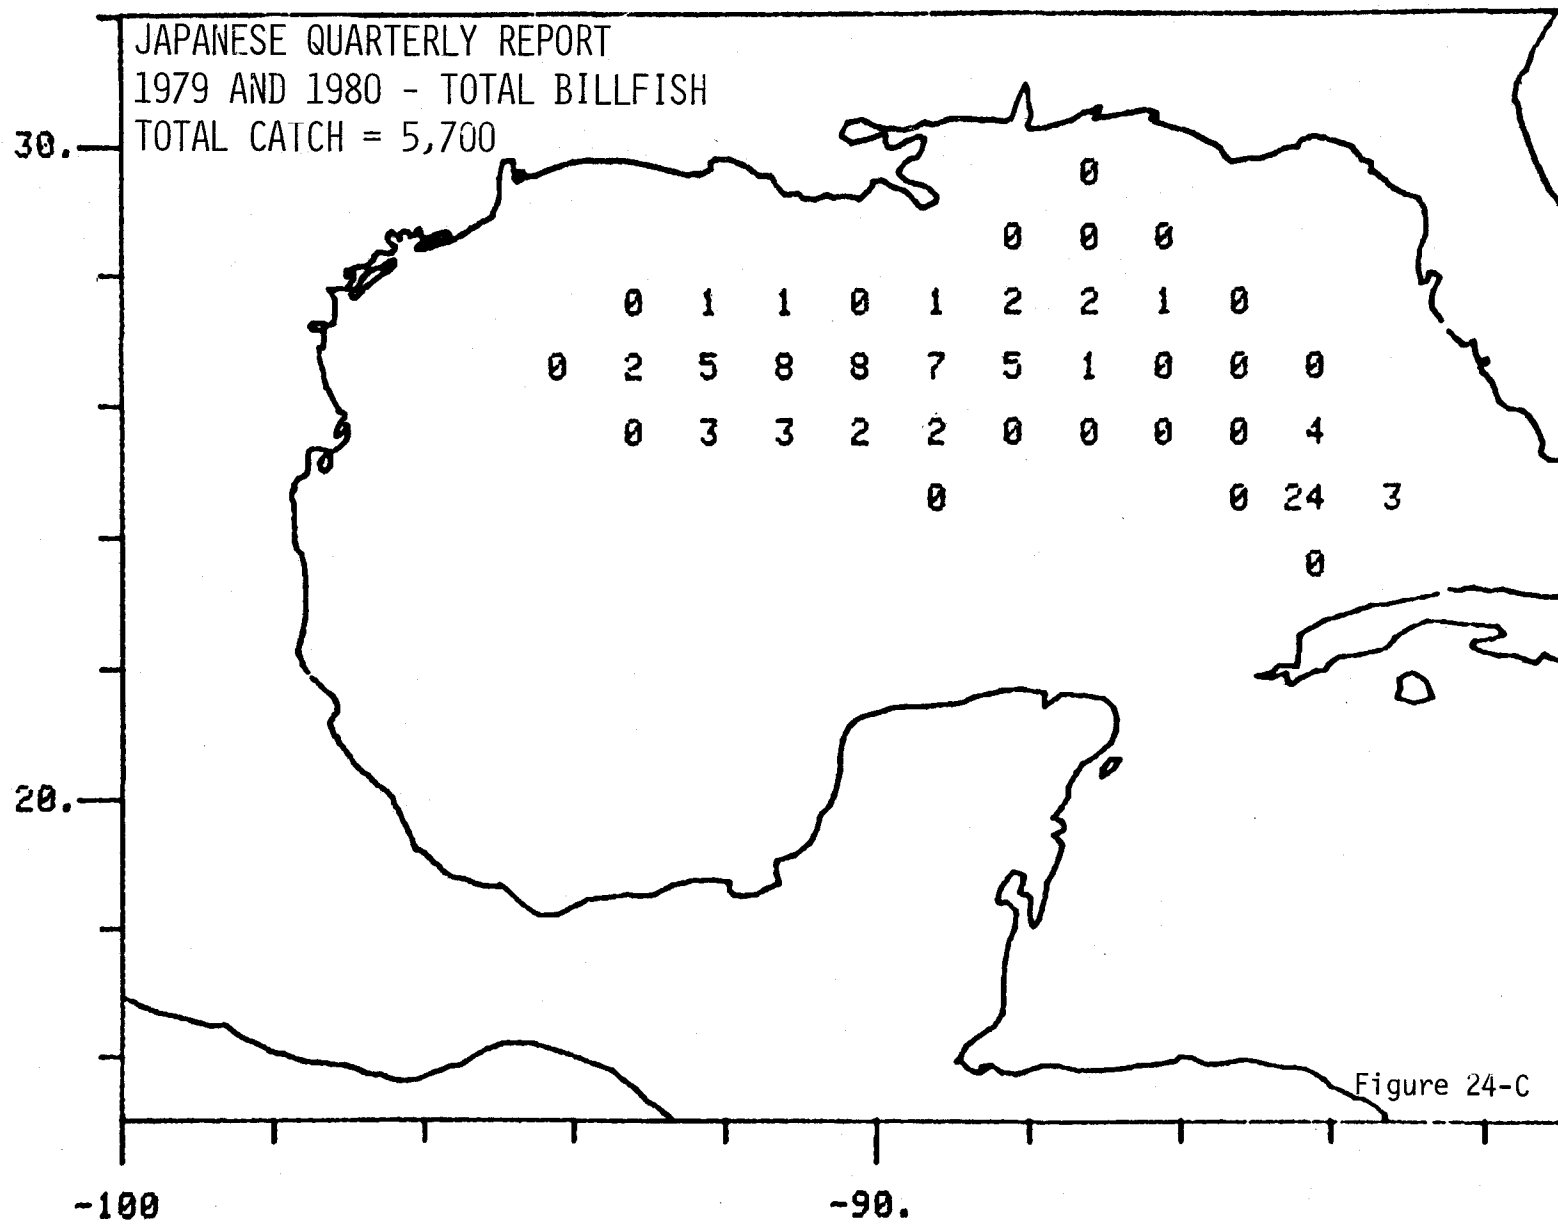 JAPANESE QUARTERLY REPORT
1979 AND 1980 - TOTAL BILLFISH
TOTAL CATCH = 5,700
30.
0
0 0 0
0 1 1 0 1 2 2 1 0
0 2 5 8 8 7 5 1 0 0 0
0 3 3 2 2 0 0 0 0 4
0 0 24 3
0
20.
Figure 24-C
-100 -90.